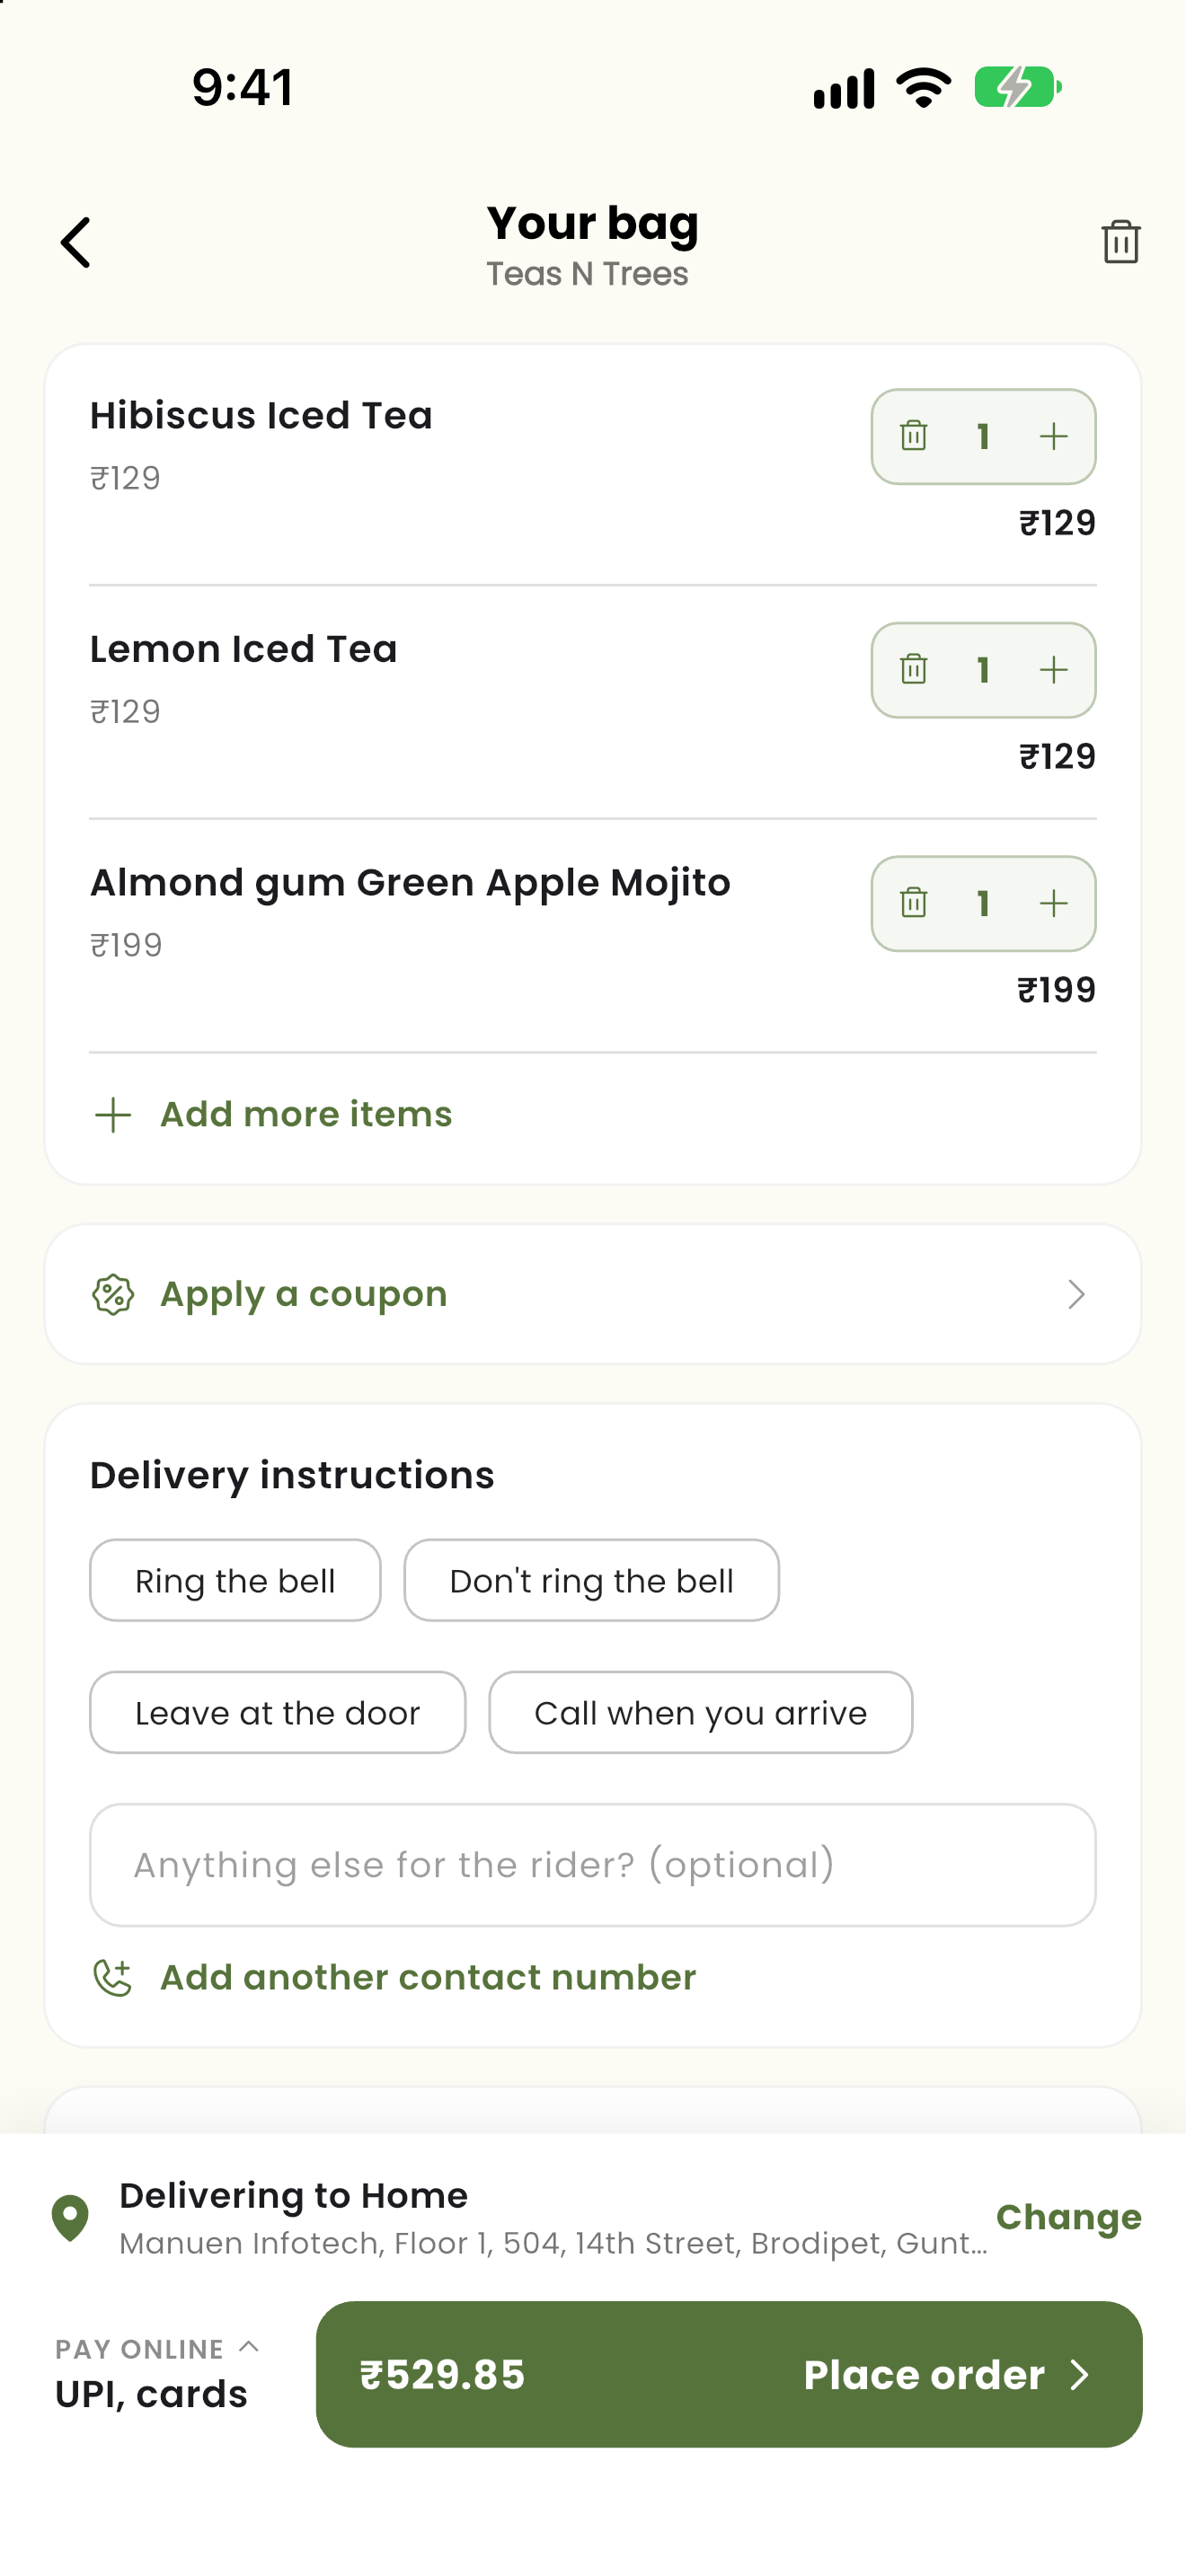 9:41
Your bag
Teas N Trees
Hibiscus Iced Tea
1
₹129
₹129
Lemon Iced Tea
1
₹129
₹129
Almond gum Green Apple Mojito
1
₹199
₹199
Add more items
Apply a coupon
Delivery instructions
Ring the bell
Don't ring the bell
Leave at the door
Call when you arrive
Anything else for the rider? (optional)
Add another contact number
Delivering to Home
Change
Manuen Infotech, Floor 1, 504, 14th Street, Brodipet, Gunt...
PAY ONLINE
UPI, cards
₹529.85
Place order